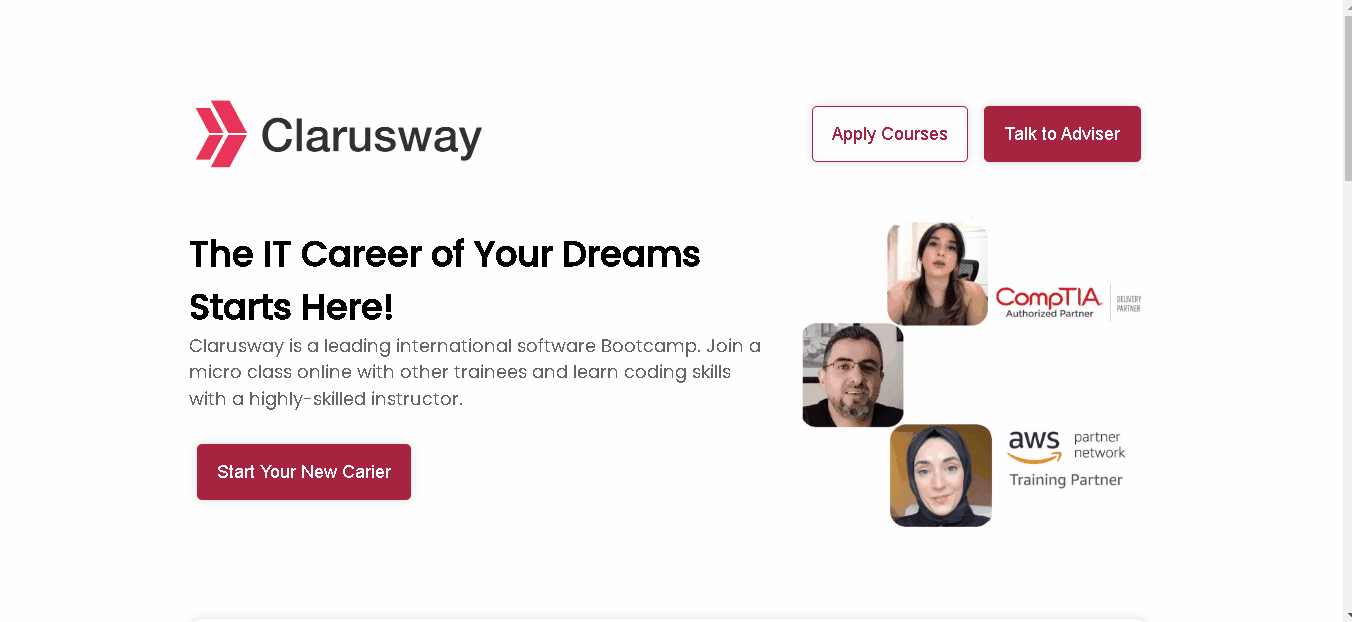 Clarusway
Apply Courses
Talk to Adviser
The IT Career of Your Dreams
Starts Here!
Clarusway is a leading international software Bootcamp. Join a
micro class online with other trainees and learn coding skills
with a highly-skilled instructor.
Start Your New Carier
CompTIA.
Authorized Partner
DELIVERY
PARTNER
aws
partner
network
Training Partner